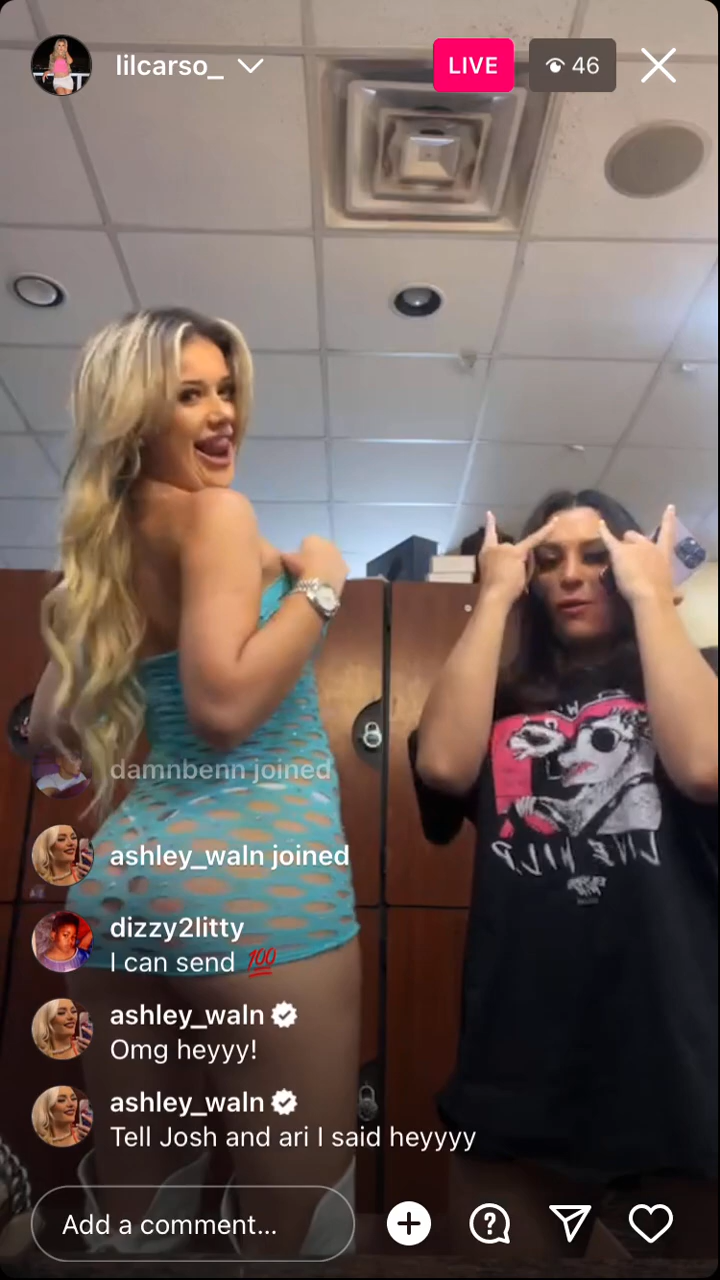 lilcarso_
LIVE
46
damnbenn joined
ashley_waln joined
dizzy2litty
I can send 💯
ashley_waln
Omg heyyy!
ashley_waln
Tell Josh and ari I said heyyyy
Add a comment...